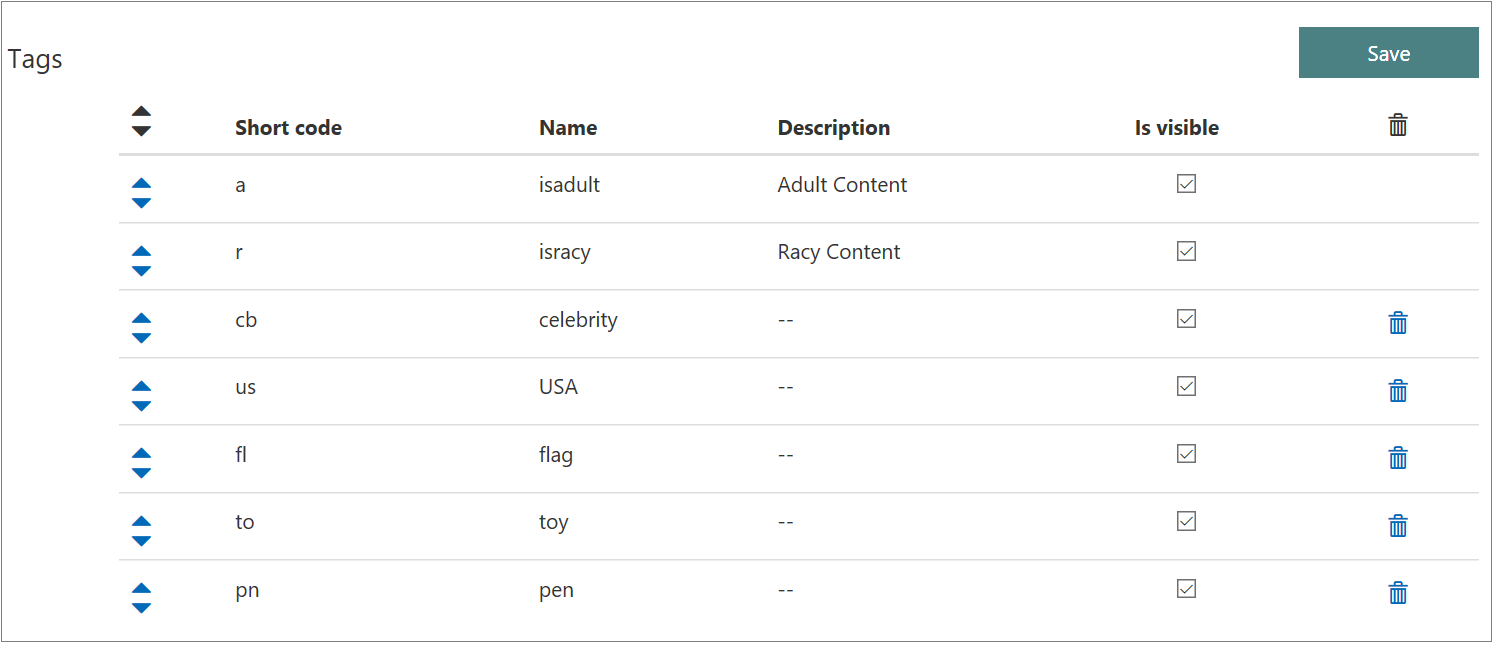 Tags
Save
Short code Name Description Is visible
a isadult Adult Content
r isracy Racy Content
cb celebrity --
us USA --
fl flag --
to toy --
pn pen --